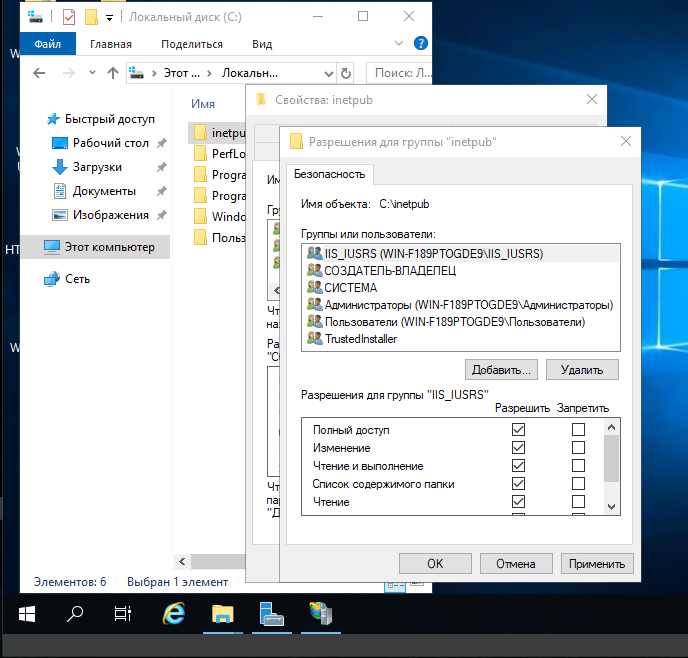 Локальный диск (C:)
Файл Главная Поделиться Вид
Этот ... Локальн... Поиск: Л...
Имя
Быстрый доступ
Рабочий стол
Загрузки
Документы
Изображения
Этот компьютер
Сеть
inetpu
PerfLo
Progra
Progra
Windo
Польз
Элементов: 6 Выбран 1 элемент
Свойства: inetpub
Разрешения для группы "inetpub"
Безопасность
Имя объекта: C:\inetpub
Группы или пользователи:
IIS_IUSRS (WIN-F189PTOGDE9\IIS_IUSRS)
СОЗДАТЕЛЬ-ВЛАДЕЛЕЦ
СИСТЕМА
Администраторы (WIN-F189PTOGDE9\Администраторы)
Пользователи (WIN-F189PTOGDE9\Пользователи)
TrustedInstaller
Добавить... Удалить
Разрешения для группы "IIS_IUSRS"
Разрешить Запретить
Полный доступ
Изменение
Чтение и выполнение
Список содержимого папки
Чтение
ОК Отмена Применить